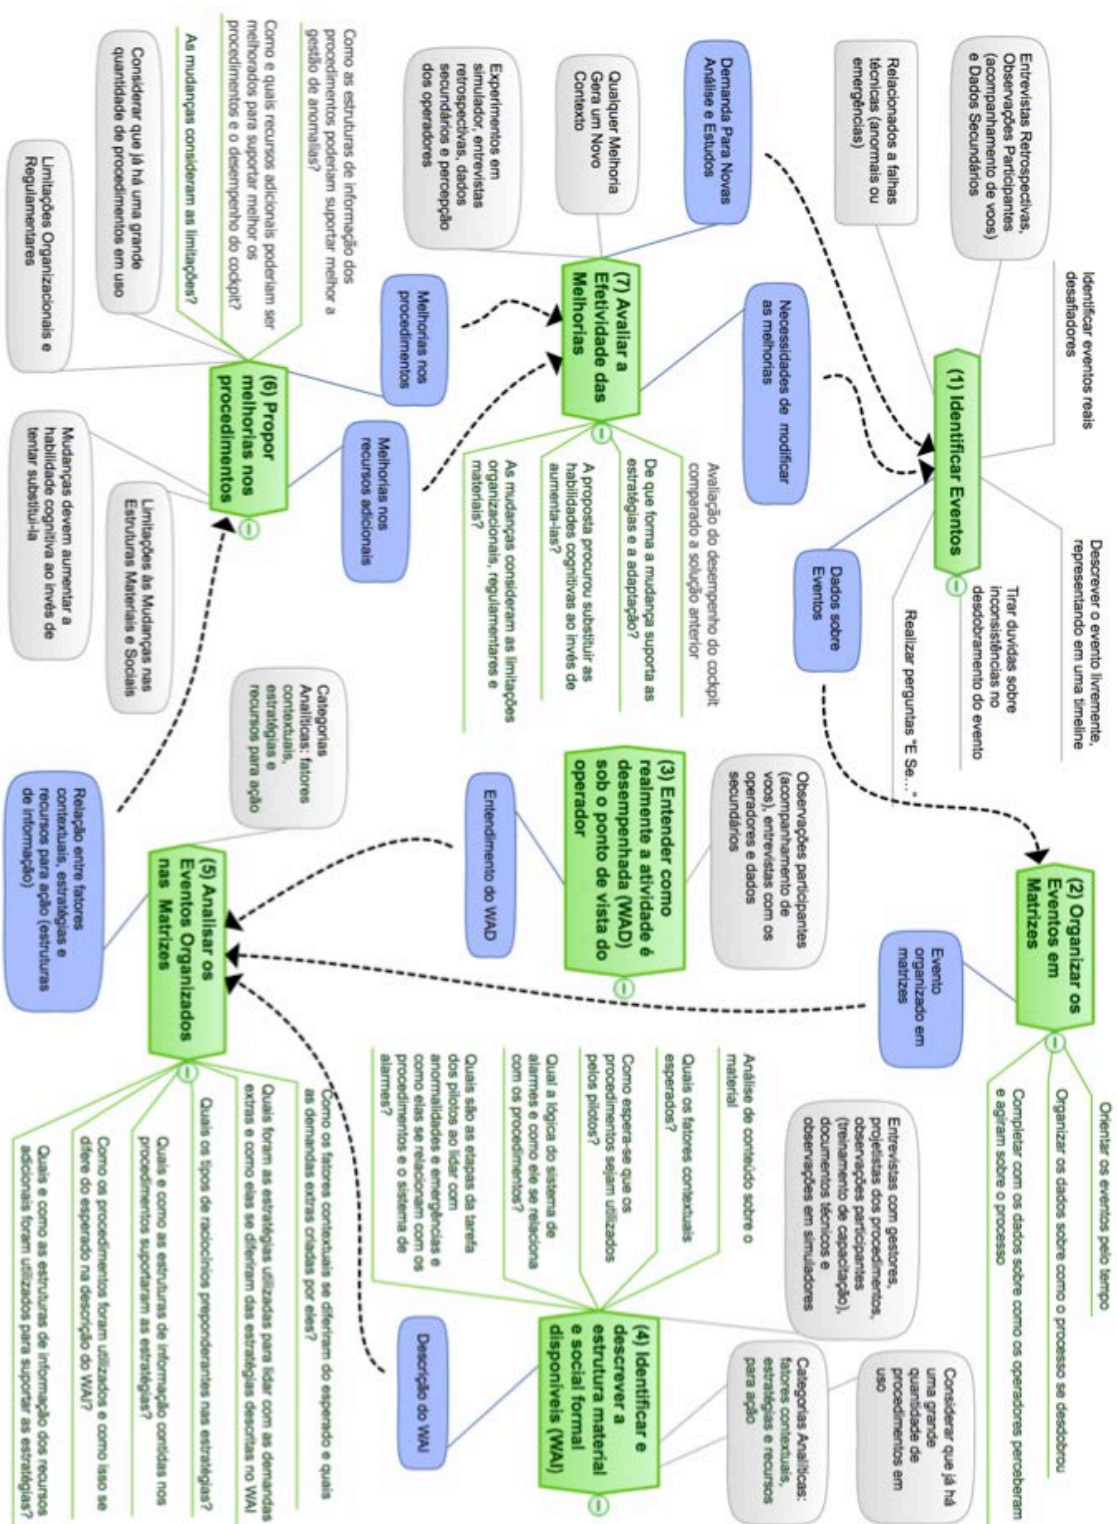 Identificar eventos reais
desafiadores
Descrever o evento livremente,
representando em uma timeline
Entrevistas Retrospectivas,
Observações Participantes
(acompanhamento de voos)
e Dados Secundários
Relacionados a falhas
técnicas (anormais ou
emergências)
(1) Identificar Eventos
Tirar duvidas sobre
inconsistências no
desdobramento do evento
Realizar perguntas "E Se…"
Dados sobre
Eventos
Orientar os eventos pelo tempo
(2) Organizar os
Eventos em
Matrizes
Organizar os dados sobre como o processo se desdobrou
Completar com os dados sobre como os operadores perceberam
e agiram sobre o processo
Evento
organizado em
matrizes
Demanda Para Novas
Análise e Estudos
Necessidades de modificar
as melhorias
Qualquer Melhoria
Gera um Novo
Contexto
Experimentos em
simulador, entrevistas
retrospectivas, dados
secundários e percepção
dos operadores
(7) Avaliar a
Efetividade das
Melhorias
Avaliação do desempenho do cockpit
comparado a solução anterior
De que forma a mudança suporta as
estratégias e a adaptação?
A proposta procurou substituir as
habilidades cognitivas ao invés de
aumenta-las?
As mudanças consideram as limitações
organizacionais, regulamentares e
materiais?
Observações participantes
(acompanhamento de
voos), entrevistas com os
operadores e dados
secundários
(3) Entender como
realmente a atividade é
desempenhada (WAD)
sob o ponto de vista do
operador
Entendimento do WAD
Considerar que já há
uma grande
quantidade de
procedimentos em
uso
Entrevistas com gestores,
projetistas dos procedimentos,
observações participantes
(treinamento de capacitação),
documentos técnicos e
observações em simuladores
Categorias Analíticas:
fatores contextuais,
estratégias e recursos
para ação
Análise de conteúdo sobre o
material
Quais os fatores contextuais
esperados?
Como espera-se que os
procedimentos sejam utilizados
pelos pilotos?
Qual a lógica do sistema de
alarmes e como ele se relaciona
com os procedimentos?
Quais são as etapas da tarefa
dos pilotos ao lidar com
anormalidades e emergências e
como elas se relacionam com os
procedimentos e o sistema de
alarmes?
(4) Identificar e
descrever a
estrutura material
e social formal
disponíveis (WAI)
Descrição do WAI
Melhorias nos
procedimentos
Melhorias nos
recursos adicionais
Como as estruturas de informação dos
procedimentos poderiam suportar melhor a
gestão de anomalias?
Como e quais recursos adicionais poderiam ser
melhorados para suportar melhor os
procedimentos e o desempenho do cockpit?
As mudanças consideram as limitações?
Considerar que já há uma grande
quantidade de procedimentos em uso
Limitações Organizacionais e
Regulamentares
(6) Propor
melhorias nos
procedimentos
Limitações às Mudanças nas
Estruturas Materiais e Sociais
Mudanças devem aumentar a
habilidade cognitiva ao invés de
tentar substitui-la
Categorias
Analíticas: fatores
contextuais,
estratégias e
recursos para ação
(5) Analisar os
Eventos Organizados
nas Matrizes
Relação entre fatores
contextuais, estratégias e
recursos para ação (estruturas
de informação)
Como os fatores contextuais se diferiram do esperado e quais
as demandas extras criadas por eles?
Quais foram as estratégias utilizadas para lidar com as demandas
extras e como elas se diferiram das estratégias descritas no WAI
Quais os tipos de raciocínios preponderantes nas estratégias?
Quais e como as estruturas de informação contidas nos
procedimentos suportaram as estratégias?
Como os procedimentos foram utilizados e como isso se
difere do esperado na descrição do WAI?
Quais e como as estruturas de informação dos recursos
adicionais foram utilizados para suportar as estratégias?